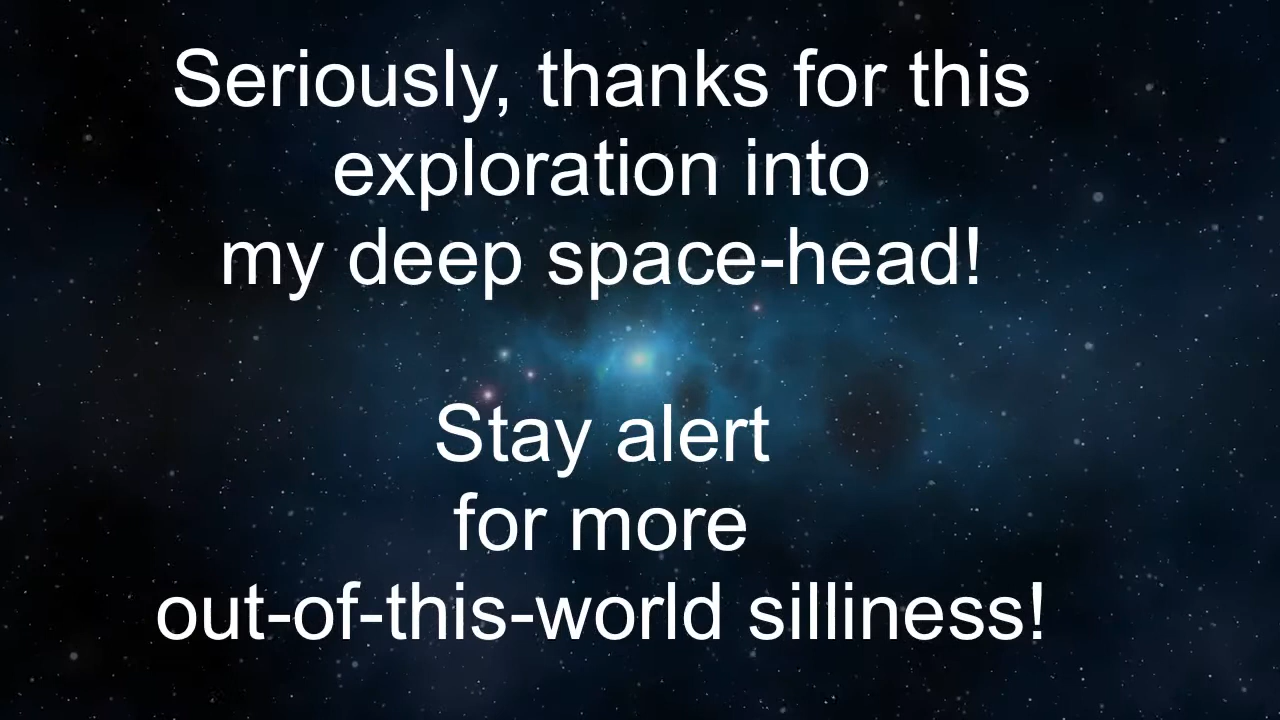 Seriously, thanks for this
exploration into
my deep space-head!
Stay alert
for more
out-of-this-world silliness!